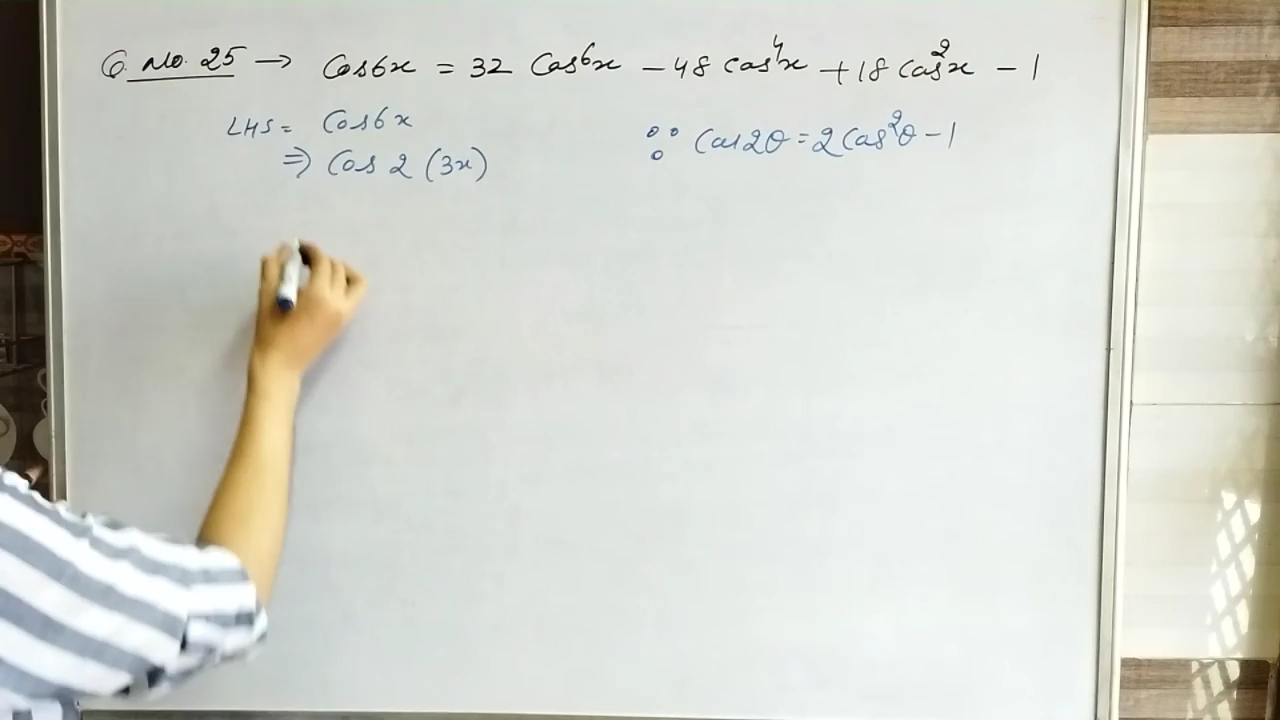 Q. No. 25 → Cos6x = 32 Cos⁶x − 48 cos⁴x + 18 cos²x − 1
LHS = Cos6x
∵ Cos2θ = 2Cos²θ − 1
⇒ Cos 2 (3x)